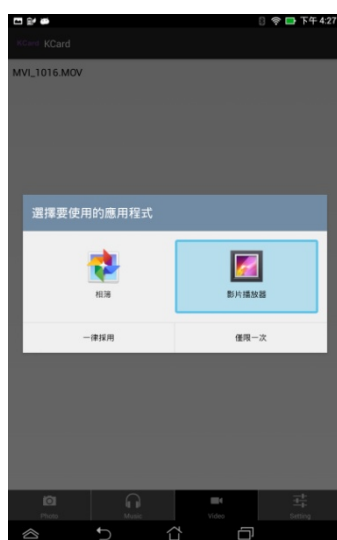 下午 4:27
KCard KCard
MVI_1016.MOV
選擇要使用的應用程式
相簿
影片播放器
一律採用
僅限一次
Photo
Music
Video
Setting